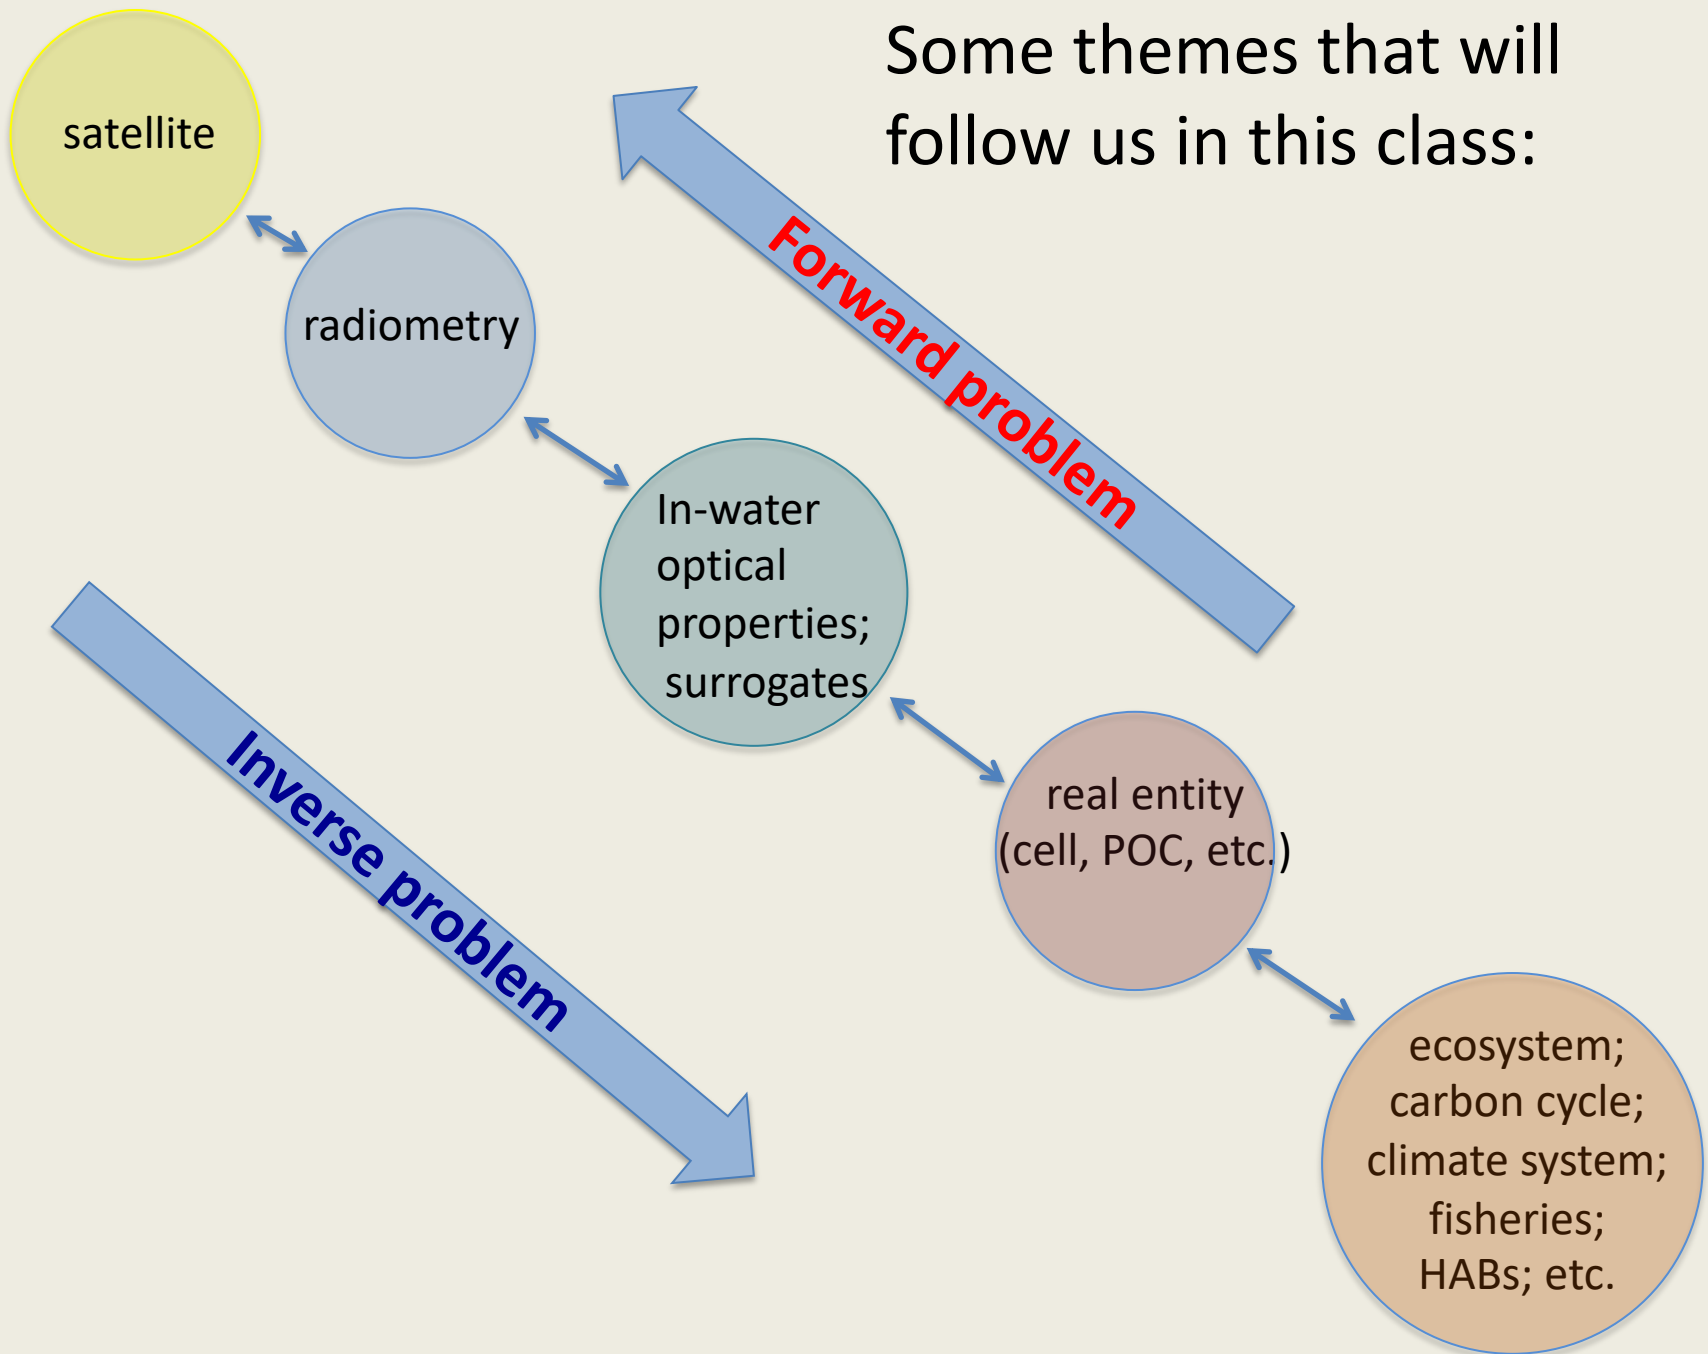 Some themes that will
follow us in this class:
satellite
radiometry
Forward problem
In-water
optical
properties;
surrogates
Inverse problem
real entity
(cell, POC, etc.)
ecosystem;
carbon cycle;
climate system;
fisheries;
HABs; etc.